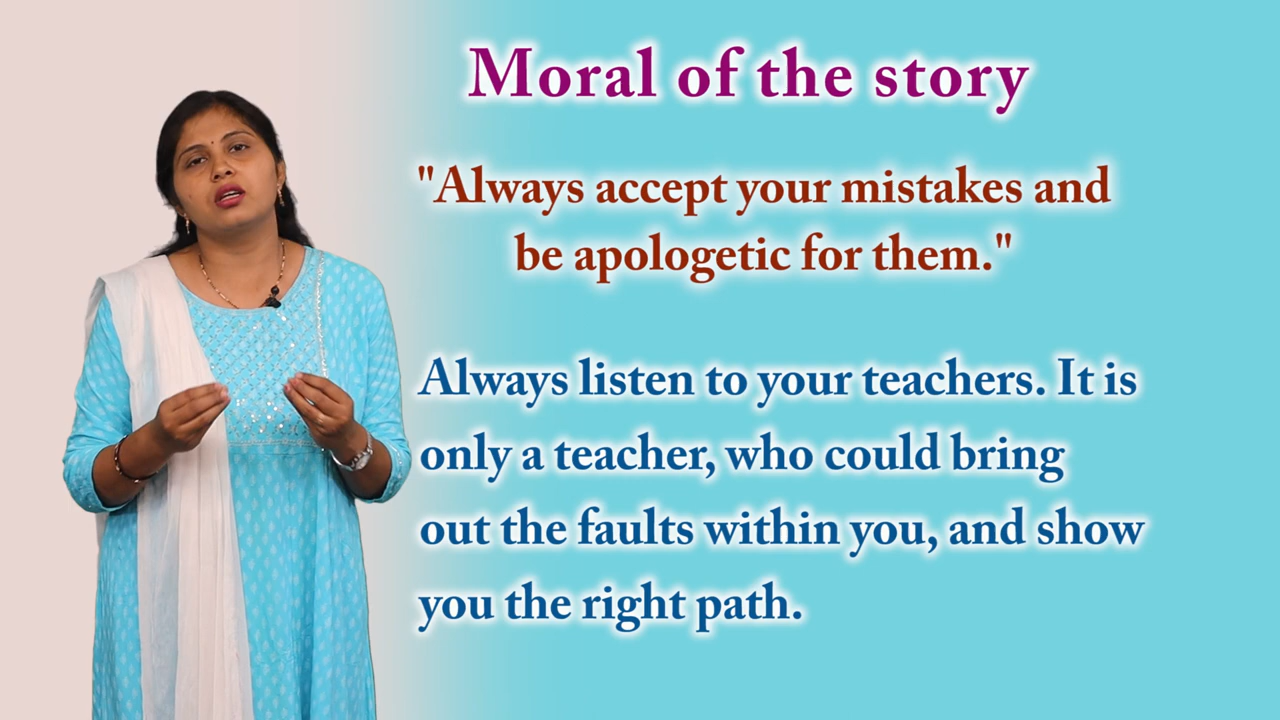 Moral of the story
"Always accept your mistakes and
be apologetic for them."
Always listen to your teachers. It is
only a teacher, who could bring
out the faults within you, and show
you the right path.